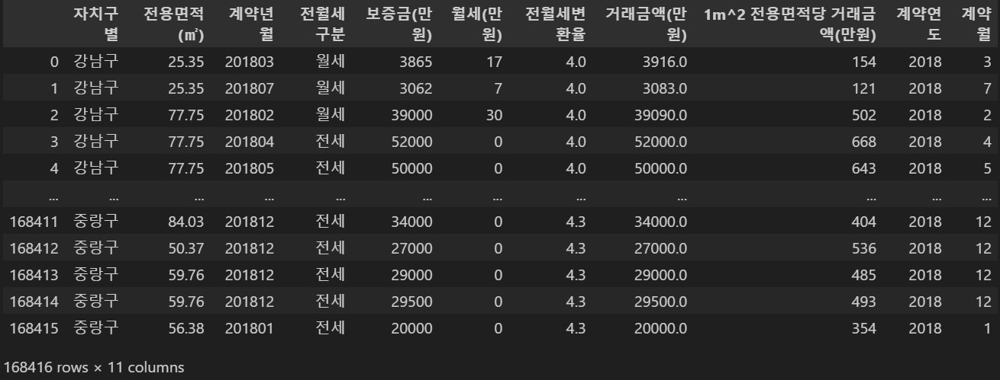 자치구별 전용면적(㎡) 계약년월 전월세구분 보증금(만원) 월세(만원) 전월세변환율 거래금액(만원) 1m^2 전용면적당 거래금액(만원) 계약연도 계약월
0 강남구 25.35 201803 월세 3865 17 4.0 3916.0 154 2018 3
1 강남구 25.35 201807 월세 3062 7 4.0 3083.0 121 2018 7
2 강남구 77.75 201802 월세 39000 30 4.0 39090.0 502 2018 2
3 강남구 77.75 201804 전세 52000 0 4.0 52000.0 668 2018 4
4 강남구 77.75 201805 전세 50000 0 4.0 50000.0 643 2018 5
... ... ... ... ... ... ... ... ... ... ... ...
168411 중랑구 84.03 201812 전세 34000 0 4.3 34000.0 404 2018 12
168412 중랑구 50.37 201812 전세 27000 0 4.3 27000.0 536 2018 12
168413 중랑구 59.76 201812 전세 29000 0 4.3 29000.0 485 2018 12
168414 중랑구 59.76 201812 전세 29500 0 4.3 29500.0 493 2018 12
168415 중랑구 56.38 201801 전세 20000 0 4.3 20000.0 354 2018 1
168416 rows × 11 columns